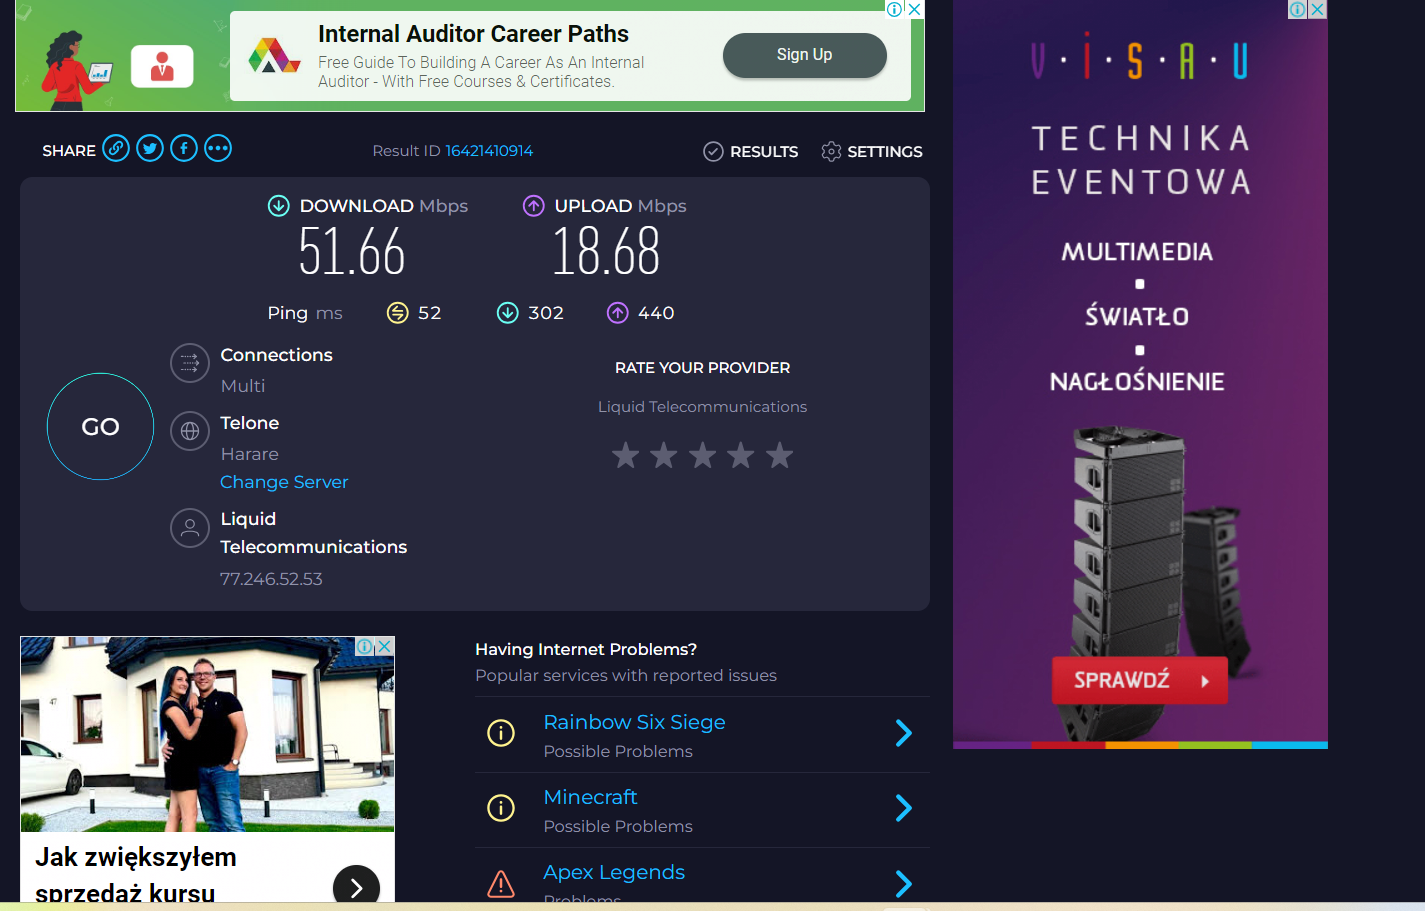 Internal Auditor Career Paths
Free Guide To Building A Career As An Internal
Auditor - With Free Courses & Certificates.
Sign Up
SHARE
Result ID 16421410914
RESULTS
SETTINGS
DOWNLOAD Mbps
UPLOAD Mbps
51.66
18.68
Ping ms
52
302
440
Connections
Multi
GO
Telone
Harare
Change Server
Liquid
Telecommunications
77.246.52.53
RATE YOUR PROVIDER
Liquid Telecommunications
V·I·S·A·U
TECHNIKA
EVENTOWA
MULTIMEDIA
ŚWIATŁO
NAGŁOŚNIENIE
SPRAWDŹ
47
Jak zwiększyłem
sprzedaż kursu
Having Internet Problems?
Popular services with reported issues
Rainbow Six Siege
Possible Problems
Minecraft
Possible Problems
Apex Legends
Problems